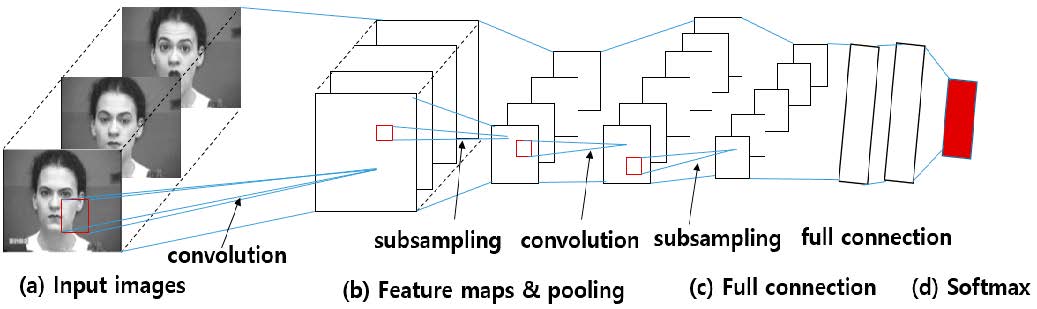 convolution
subsampling
convolution
subsampling
full connection
(a) Input images
(b) Feature maps & pooling
(c) Full connection
(d) Softmax